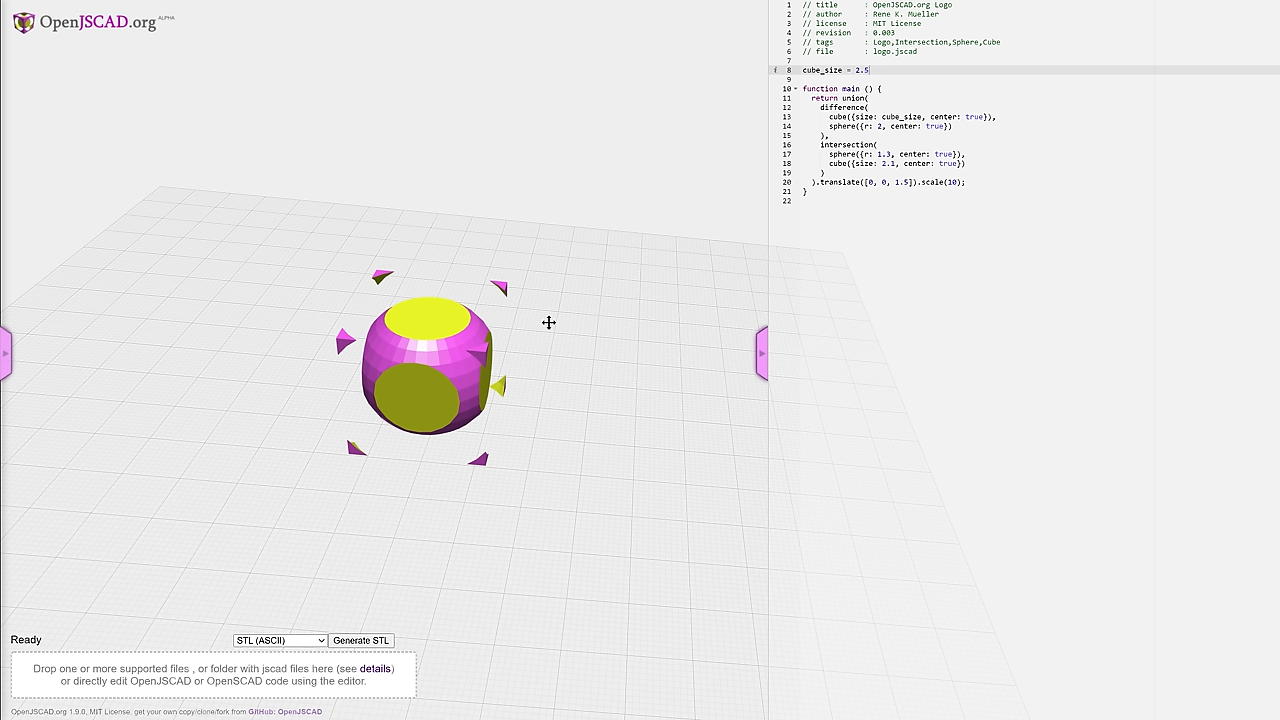 OpenJSCAD.org ALPHA
1 // title : OpenJSCAD.org Logo
2 // author : Rene K. Mueller
3 // license : MIT License
4 // revision : 0.003
5 // tags : Logo,Intersection,Sphere,Cube
6 // file : logo.jscad
7
i 8 cube_size = 2.5
9
10 function main () {
11 return union(
12 difference(
13 cube({size: cube_size, center: true}),
14 sphere({r: 2, center: true})
15 ),
16 intersection(
17 sphere({r: 1.3, center: true}),
18 cube({size: 2.1, center: true})
19 )
20 ).translate([0, 0, 1.5]).scale(10);
21 }
22
Ready
STL (ASCII)
Generate STL
Drop one or more supported files , or folder with jscad files here (see details)
or directly edit OpenJSCAD or OpenSCAD code using the editor.
OpenJSCAD.org 1.9.0, MIT License, get your own copy/clone/fork from GitHub: OpenJSCAD